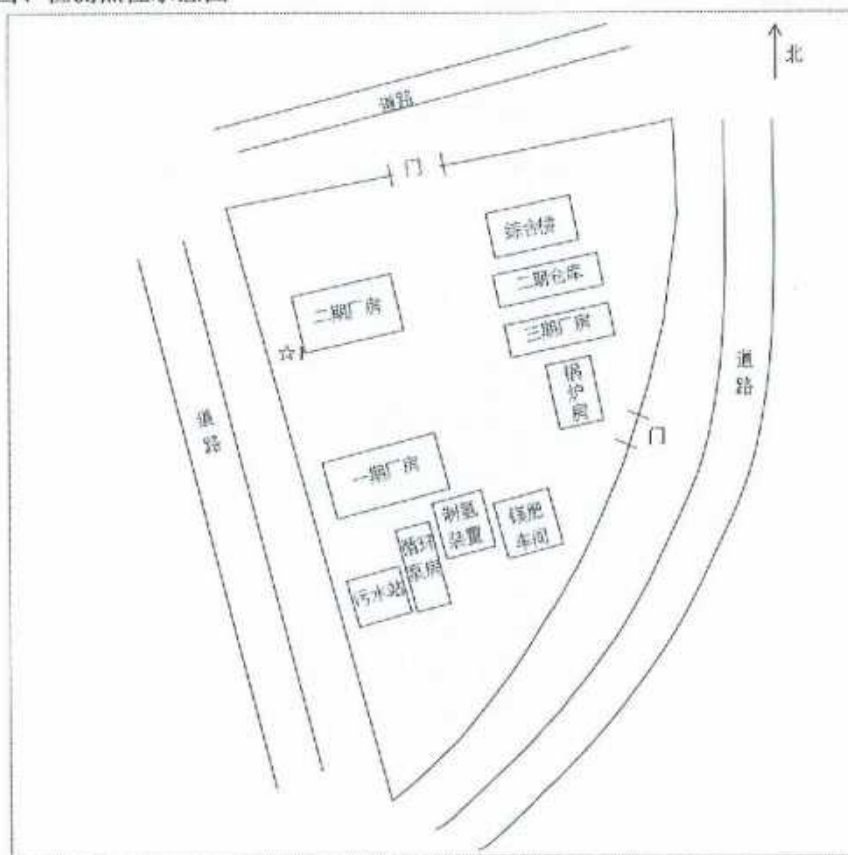 北
道路
门
综合楼
二期仓库
二期厂房
三期厂房
锅
炉
房
☆
道
路
道
路
门
一期厂房
制氢
装置
镁肥
车间
循环
泵房
污水站